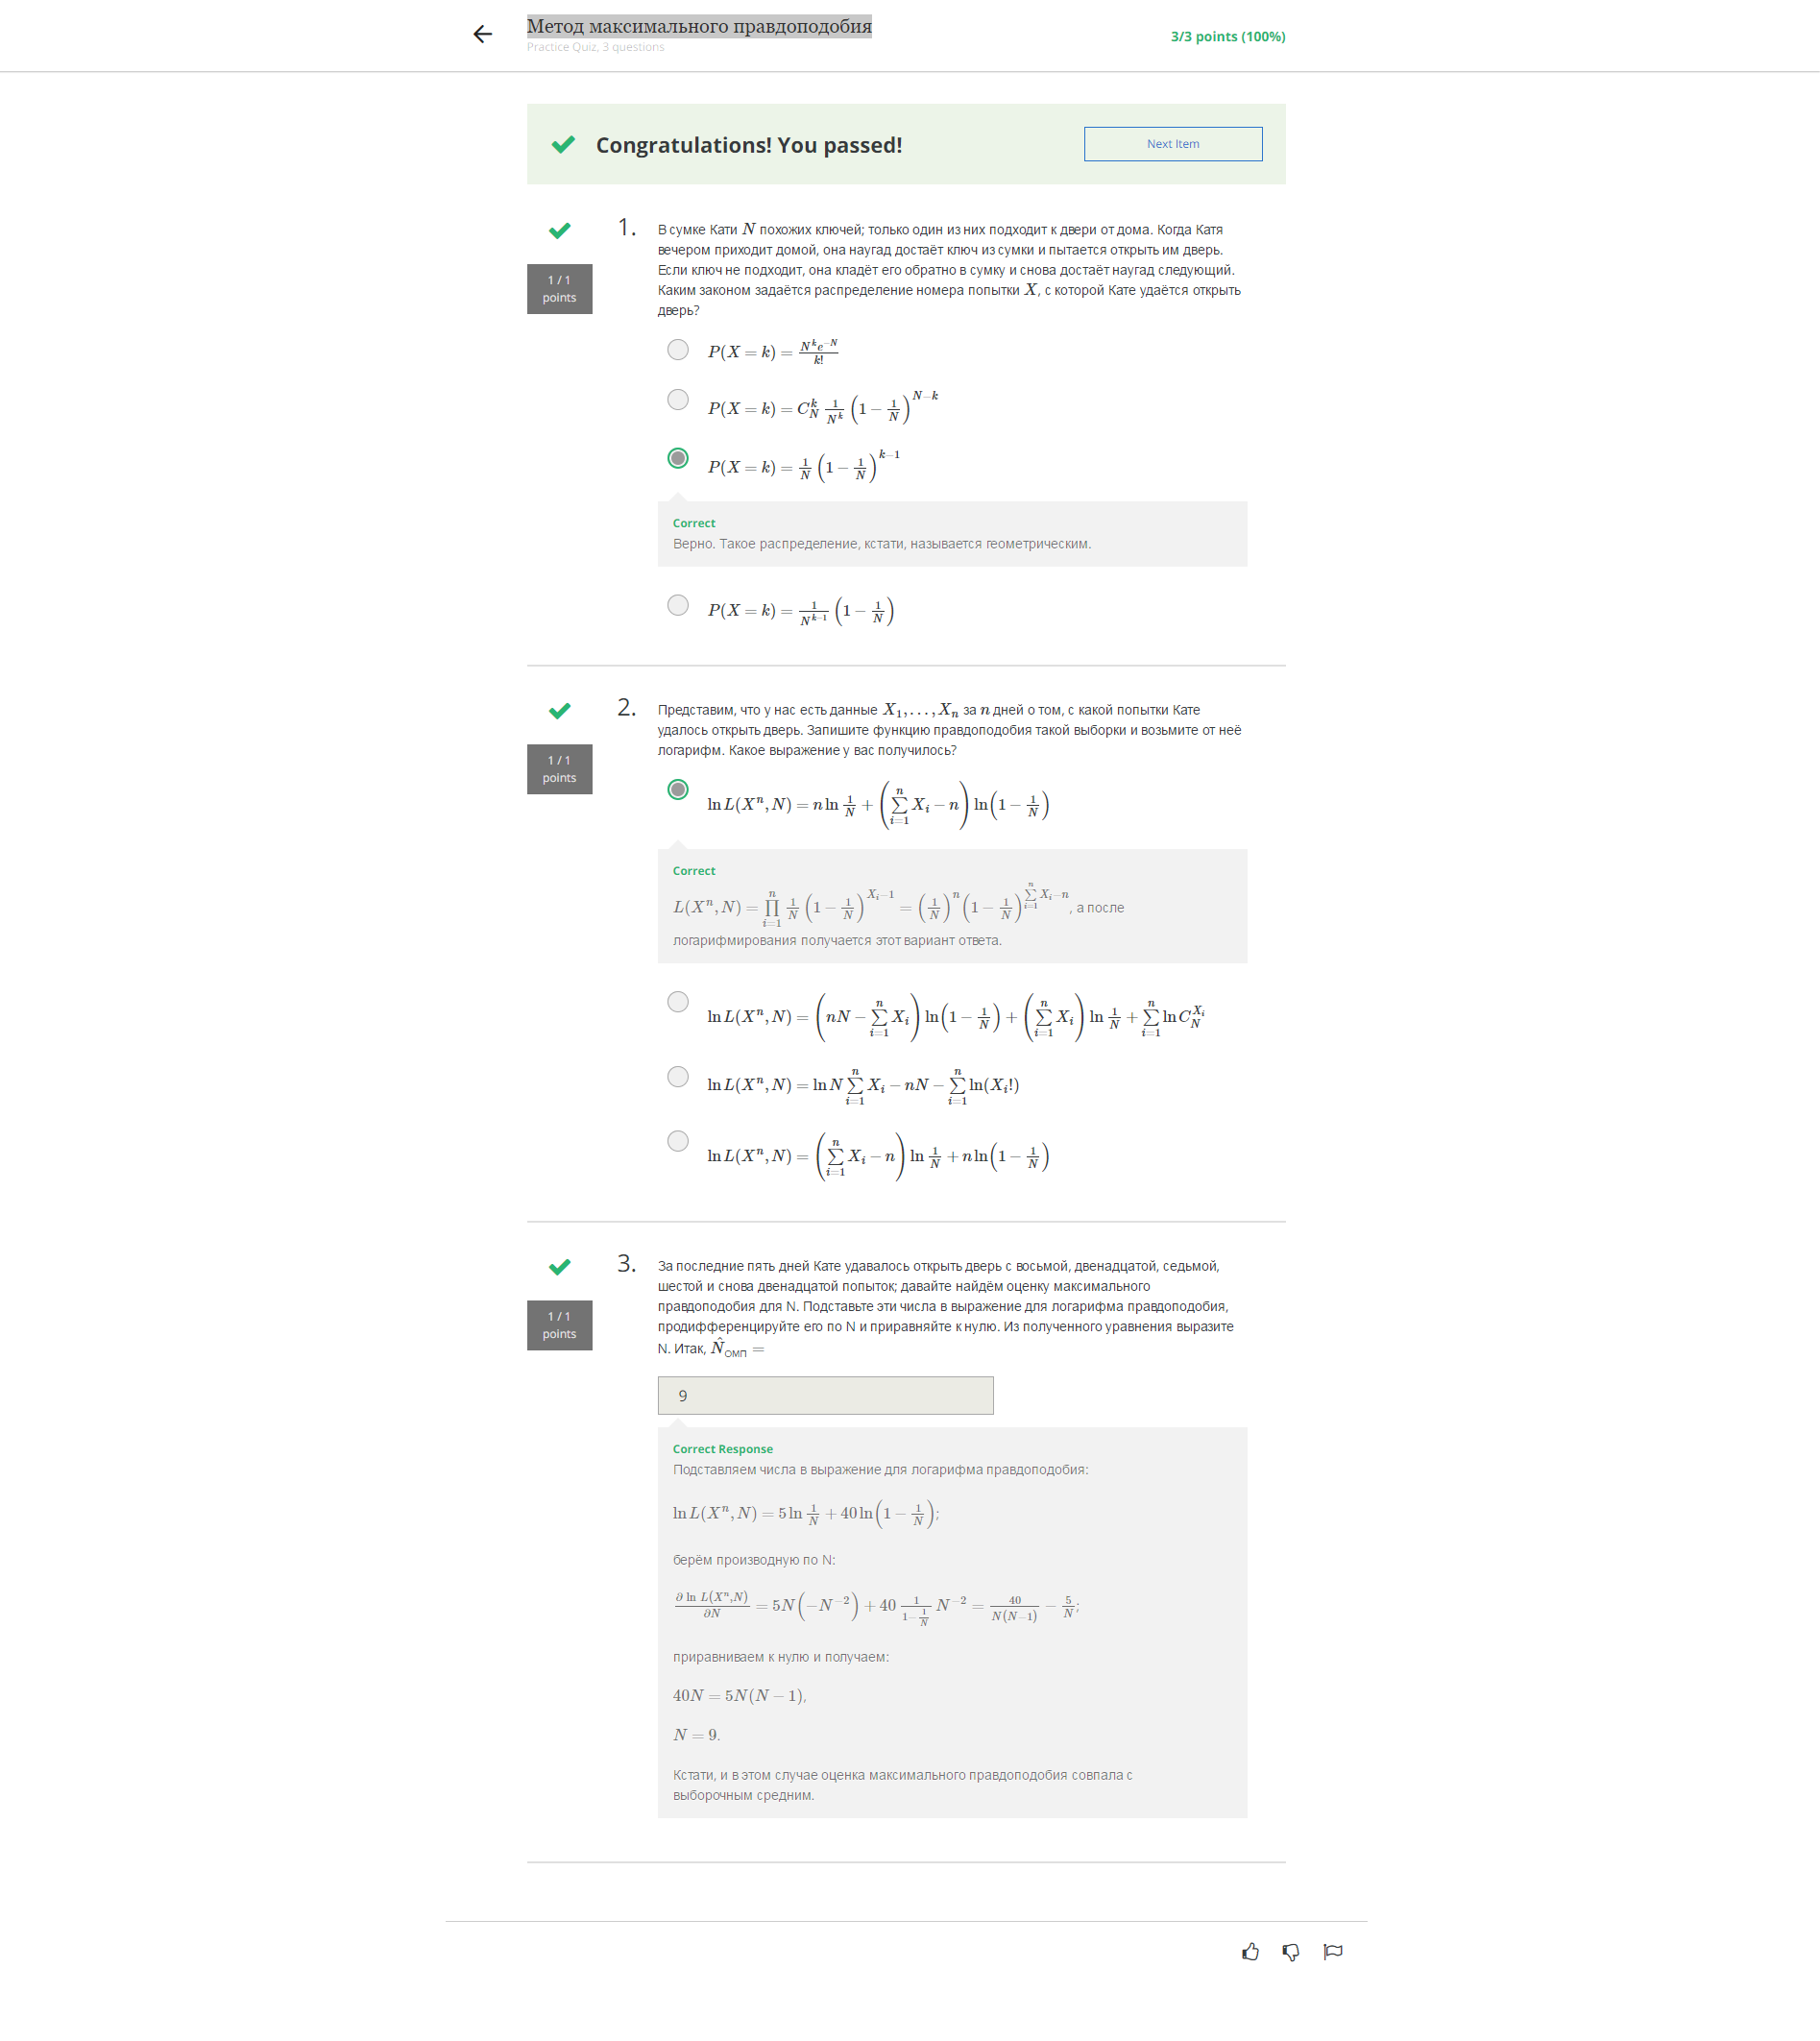 Метод максимального правдоподобия
Practice Quiz, 3 questions
3/3 points (100%)
Congratulations! You passed!
Next Item
1 / 1
points
1.
В сумке Кати N похожих ключей; только один из них подходит к двери от дома. Когда Катя
вечером приходит домой, она наугад достаёт ключ из сумки и пытается открыть им дверь.
Если ключ не подходит, она кладёт его обратно в сумку и снова достаёт наугад следующий.
Каким законом задаётся распределение номера попытки X, с которой Кате удаётся открыть
дверь?
P(X = k) = \frac{N^k e^{-N}}{k!}
P(X = k) = C_N^k \frac{1}{N^k} \left(1 - \frac{1}{N}\right)^{N-k}
P(X = k) = \frac{1}{N} \left(1 - \frac{1}{N}\right)^{k-1}
Correct
Верно. Такое распределение, кстати, называется геометрическим.
P(X = k) = \frac{1}{N^{k-1}} \left(1 - \frac{1}{N}\right)
1 / 1
points
2.
Представим, что у нас есть данные X_1, ..., X_n за n дней о том, с какой попытки Кате
удалось открыть дверь. Запишите функцию правдоподобия такой выборки и возьмите от неё
логарифм. Какое выражение у вас получилось?
\ln L(X^n, N) = n \ln \frac{1}{N} + \left(\sum_{i=1}^{n} X_i - n\right) \ln\left(1 - \frac{1}{N}\right)
Correct
L(X^n, N) = \prod_{i=1}^{n} \frac{1}{N} \left(1 - \frac{1}{N}\right)^{X_i-1} = \left(\frac{1}{N}\right)^n \left(1 - \frac{1}{N}\right)^{\sum_{i=1}^{n} X_i-n}, а после
логарифмирования получается этот вариант ответа.
\ln L(X^n, N) = \left(nN - \sum_{i=1}^{n} X_i\right) \ln\left(1 - \frac{1}{N}\right) + \left(\sum_{i=1}^{n} X_i\right) \ln \frac{1}{N} + \sum_{i=1}^{n} \ln C_N^{X_i}
\ln L(X^n, N) = \ln N \sum_{i=1}^{n} X_i - nN - \sum_{i=1}^{n} \ln(X_i!)
\ln L(X^n, N) = \left(\sum_{i=1}^{n} X_i - n\right) \ln \frac{1}{N} + n \ln\left(1 - \frac{1}{N}\right)
1 / 1
points
3.
За последние пять дней Кате удавалось открыть дверь с восьмой, двенадцатой, седьмой,
шестой и снова двенадцатой попыток; давайте найдём оценку максимального
правдоподобия для N. Подставьте эти числа в выражение для логарифма правдоподобия,
продифференцируйте его по N и приравняйте к нулю. Из полученного уравнения выразите
N. Итак, \hat{N}_{ОМП} =
9
Correct Response
Подставляем числа в выражение для логарифма правдоподобия:
\ln L(X^n, N) = 5 \ln \frac{1}{N} + 40 \ln\left(1 - \frac{1}{N}\right);
берём производную по N:
\frac{\partial \ln L(X^n,N)}{\partial N} = 5N\left(-N^{-2}\right) + 40 \frac{1}{1-\frac{1}{N}} N^{-2} = \frac{40}{N(N-1)} - \frac{5}{N};
приравниваем к нулю и получаем:
40N = 5N(N - 1),
N = 9.
Кстати, и в этом случае оценка максимального правдоподобия совпала с
выборочным средним.